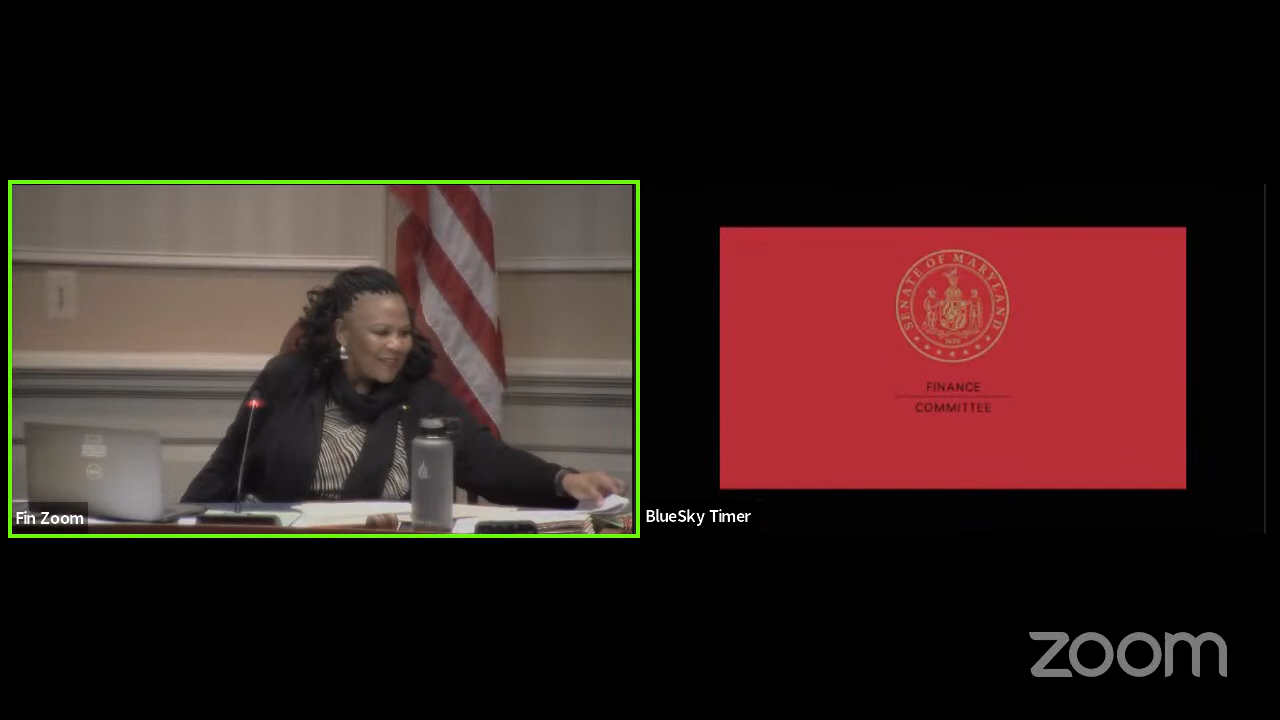 SENATE OF MARYLAND
FINANCE
COMMITTEE
Fin Zoom
BlueSky Timer
zoom